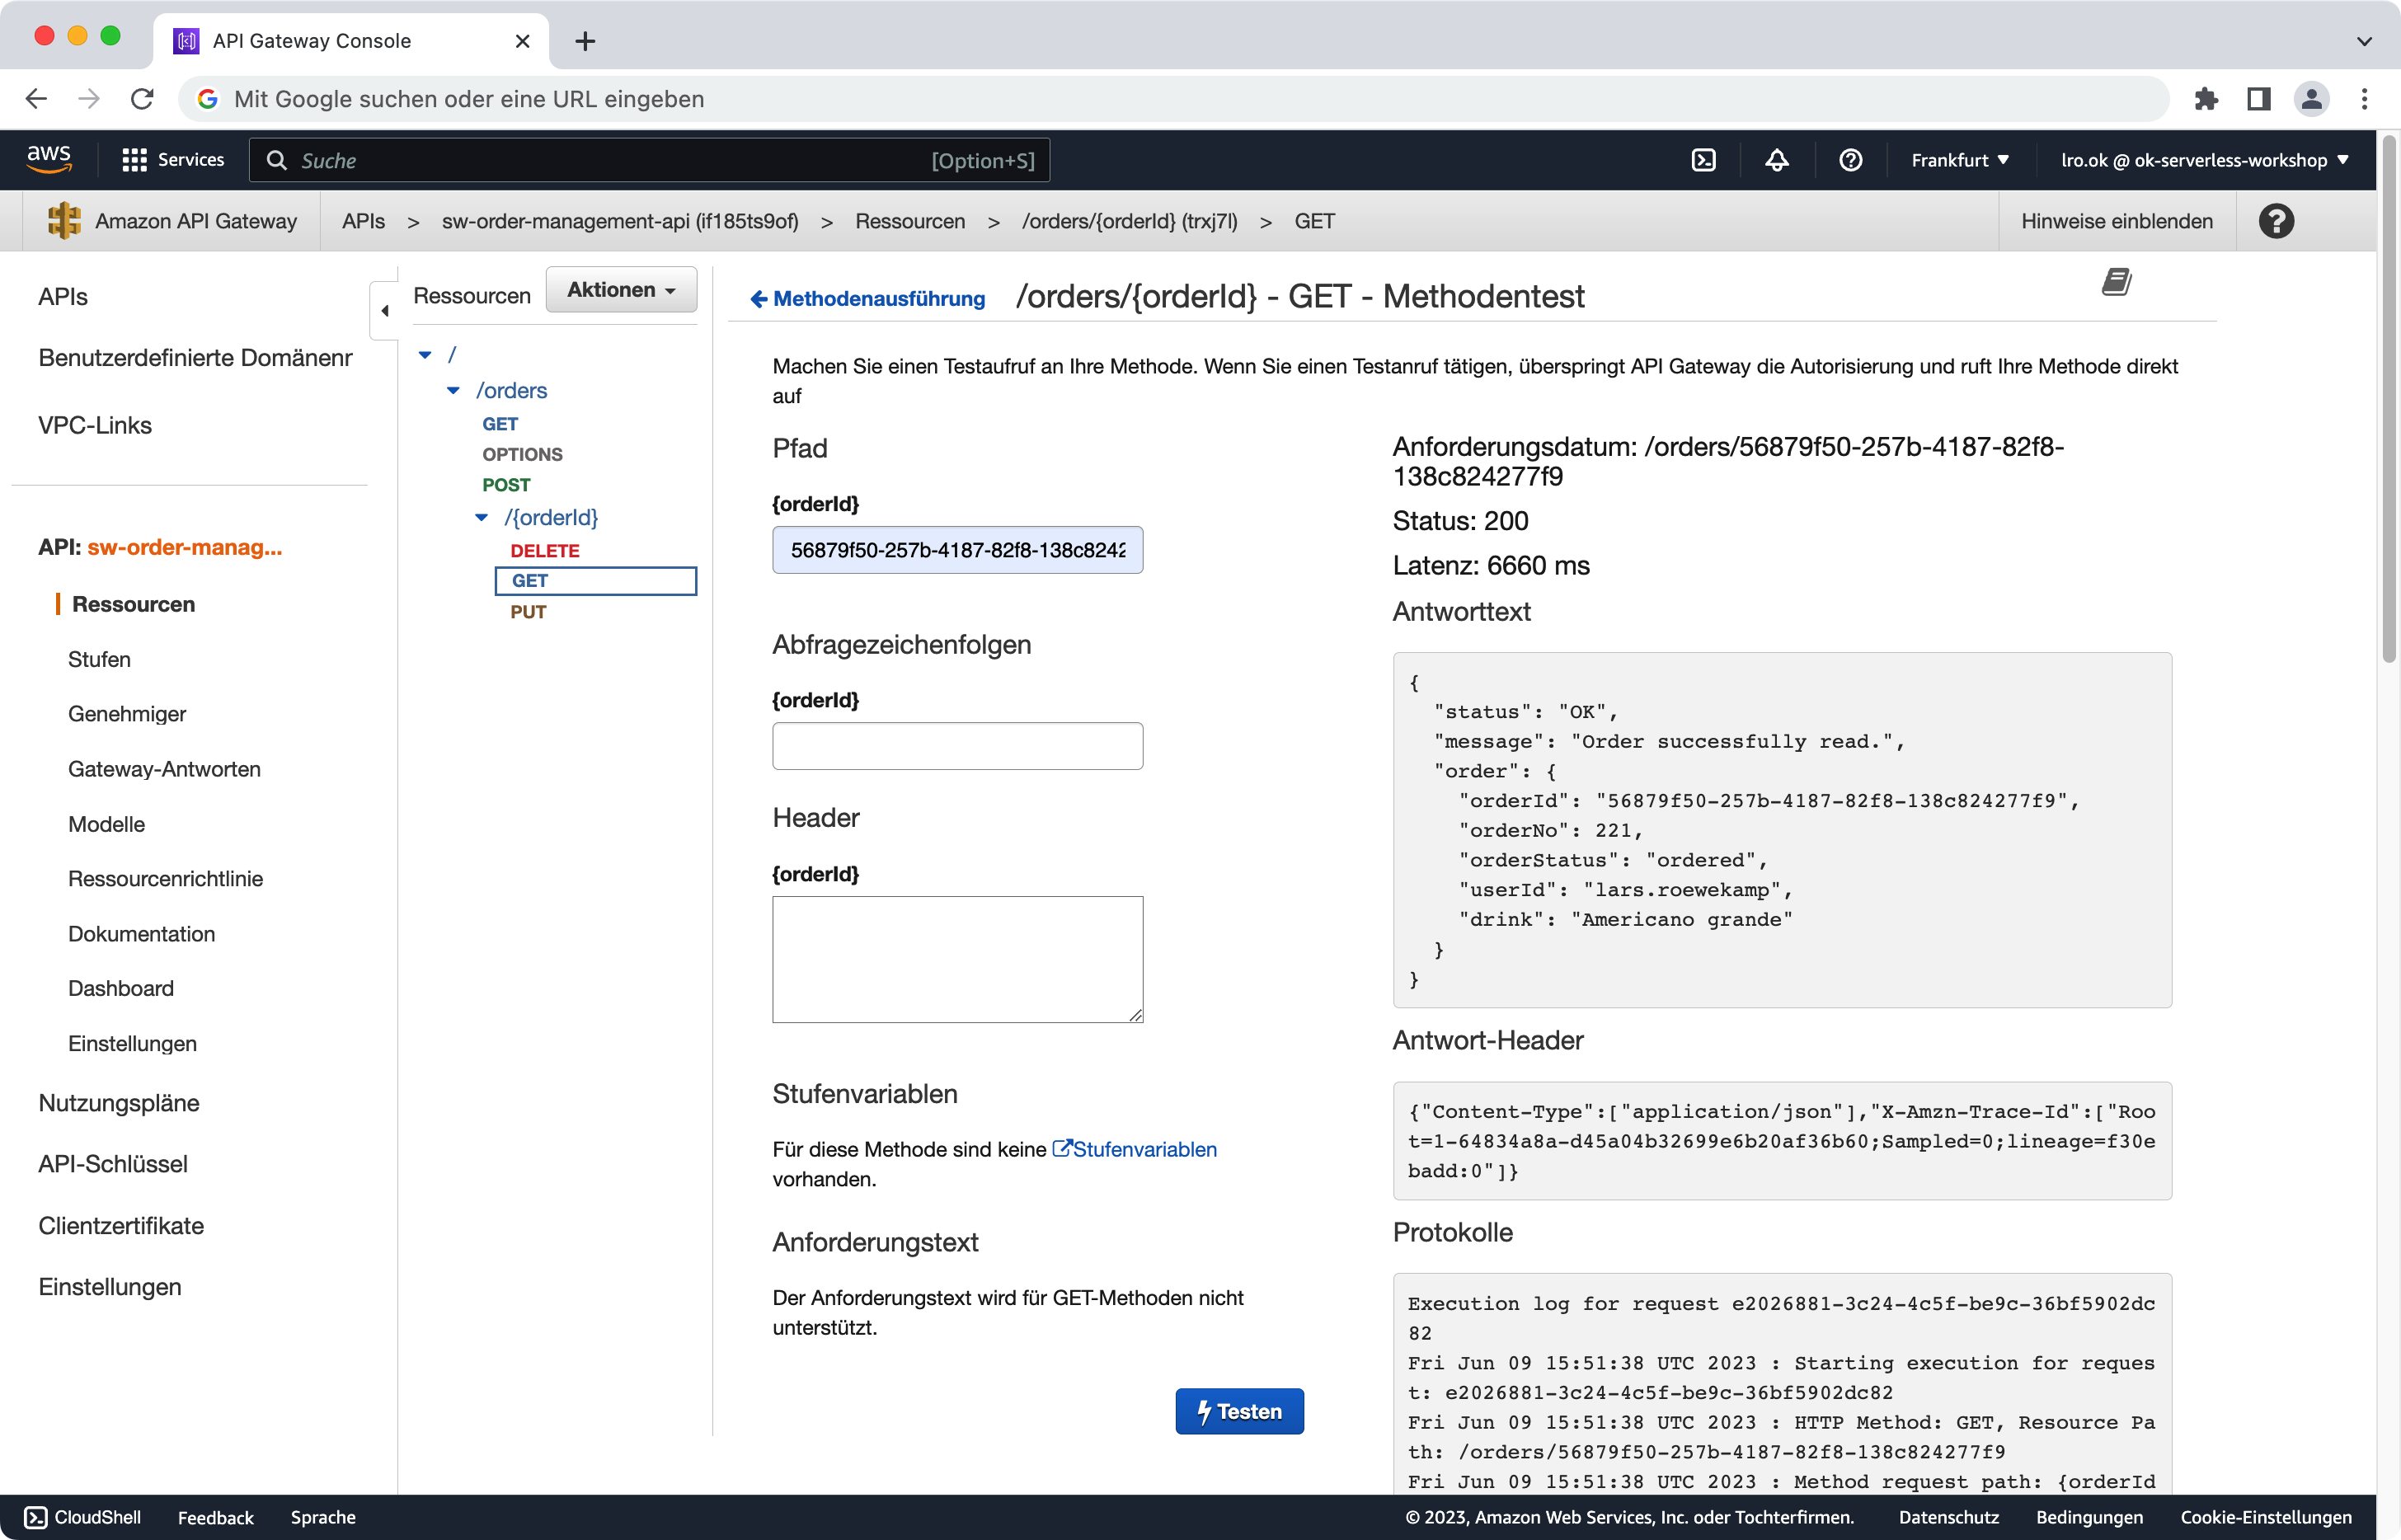 API Gateway Console
Mit Google suchen oder eine URL eingeben
aws
Services
Suche
[Option+S]
Frankfurt
lro.ok @ ok-serverless-workshop
Amazon API Gateway
APIs > sw-order-management-api (if185ts9of) > Ressourcen > /orders/{orderId} (trxj7l) > GET
Hinweise einblenden
APIs
Benutzerdefinierte Domänenr
VPC-Links
API: sw-order-manag...
Ressourcen
Stufen
Genehmiger
Gateway-Antworten
Modelle
Ressourcenrichtlinie
Dokumentation
Dashboard
Einstellungen
Nutzungspläne
API-Schlüssel
Clientzertifikate
Einstellungen
Ressourcen
Aktionen
/
/orders
GET
OPTIONS
POST
/{orderId}
DELETE
GET
PUT
Methodenausführung
/orders/{orderId} - GET - Methodentest
Machen Sie einen Testaufruf an Ihre Methode. Wenn Sie einen Testanruf tätigen, überspringt API Gateway die Autorisierung und ruft Ihre Methode direkt
auf
Pfad
{orderId}
56879f50-257b-4187-82f8-138c8242
Abfragezeichenfolgen
{orderId}
Header
{orderId}
Stufenvariablen
Für diese Methode sind keine Stufenvariablen
vorhanden.
Anforderungstext
Der Anforderungstext wird für GET-Methoden nicht
unterstützt.
Testen
Anforderungsdatum: /orders/56879f50-257b-4187-82f8-
138c824277f9
Status: 200
Latenz: 6660 ms
Antworttext
{
"status": "OK",
"message": "Order successfully read.",
"order": {
"orderId": "56879f50-257b-4187-82f8-138c824277f9",
"orderNo": 221,
"orderStatus": "ordered",
"userId": "lars.roewekamp",
"drink": "Americano grande"
}
}
Antwort-Header
{"Content-Type":["application/json"],"X-Amzn-Trace-Id":["Roo
t=1-64834a8a-d45a04b32699e6b20af36b60;Sampled=0;lineage=f30e
badd:0"]}
Protokolle
Execution log for request e2026881-3c24-4c5f-be9c-36bf5902dc
82
Fri Jun 09 15:51:38 UTC 2023 : Starting execution for reques
t: e2026881-3c24-4c5f-be9c-36bf5902dc82
Fri Jun 09 15:51:38 UTC 2023 : HTTP Method: GET, Resource Pa
th: /orders/56879f50-257b-4187-82f8-138c824277f9
Fri Jun 09 15:51:38 UTC 2023 : Method request path: {orderId
CloudShell
Feedback
Sprache
© 2023, Amazon Web Services, Inc. oder Tochterfirmen.
Datenschutz
Bedingungen
Cookie-Einstellungen